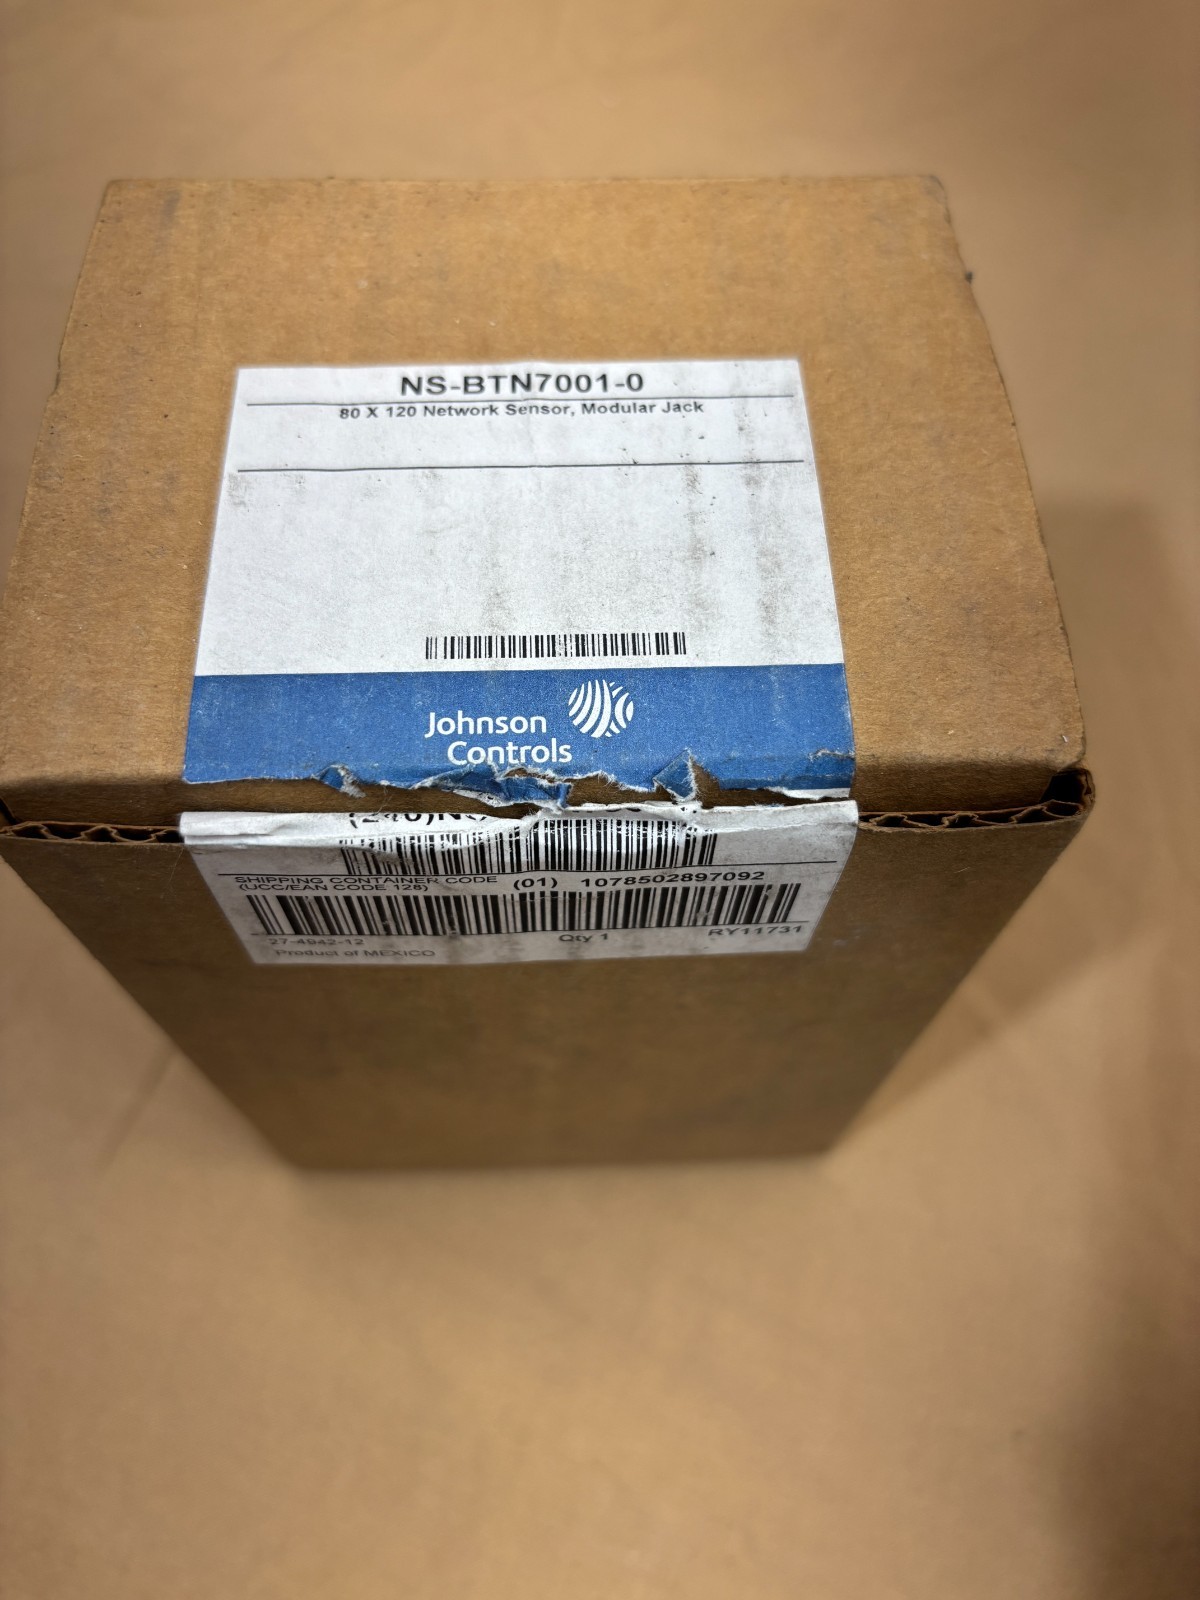 NS-BTN7001-0
80 X 120 Network Sensor, Modular Jack
Johnson
Controls
SHIPPING CONTAINER CODE
(UCC/EAN CODE 128)
(01) 1078502897092
27-4942-12
Qty 1
RY11731
Product of MEXICO